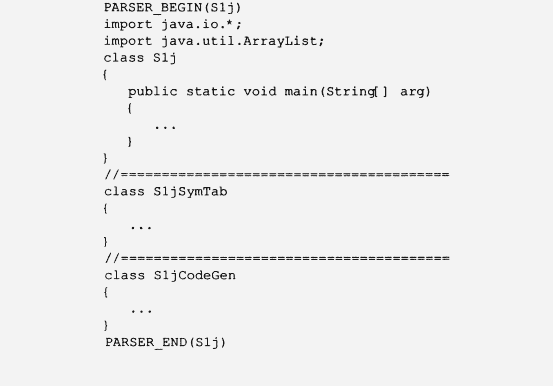 PARSER_BEGIN(S1j)
import java.io.*;
import java.util.ArrayList;
class S1j
{
public static void main(String[] arg)
{
...
}
}
//========================================
class S1jSymTab
{
...
}
//========================================
class S1jCodeGen
{
...
}
PARSER_END(S1j)